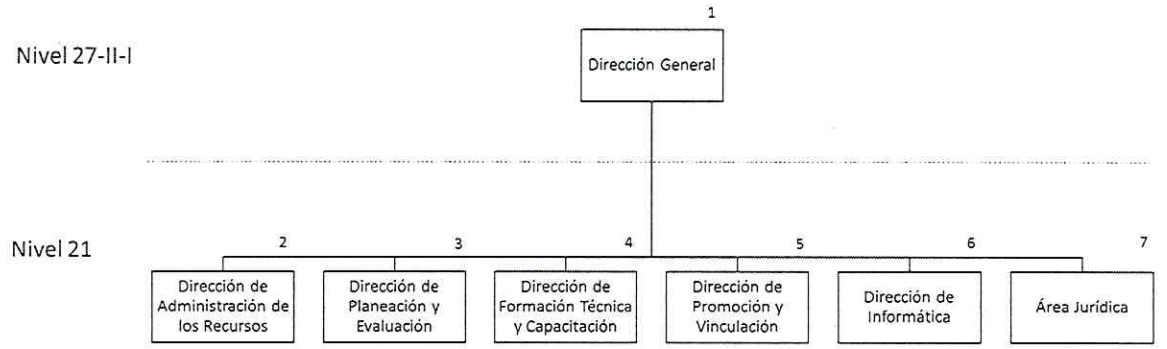 1
Nivel 27-II-I
Dirección General
Nivel 21
2
3
4
5
6
7
Dirección de
Administración de
los Recursos
Dirección de
Planeación y
Evaluación
Dirección de
Formación Técnica
y Capacitación
Dirección de
Promoción y
Vinculación
Dirección de
Informática
Área Jurídica